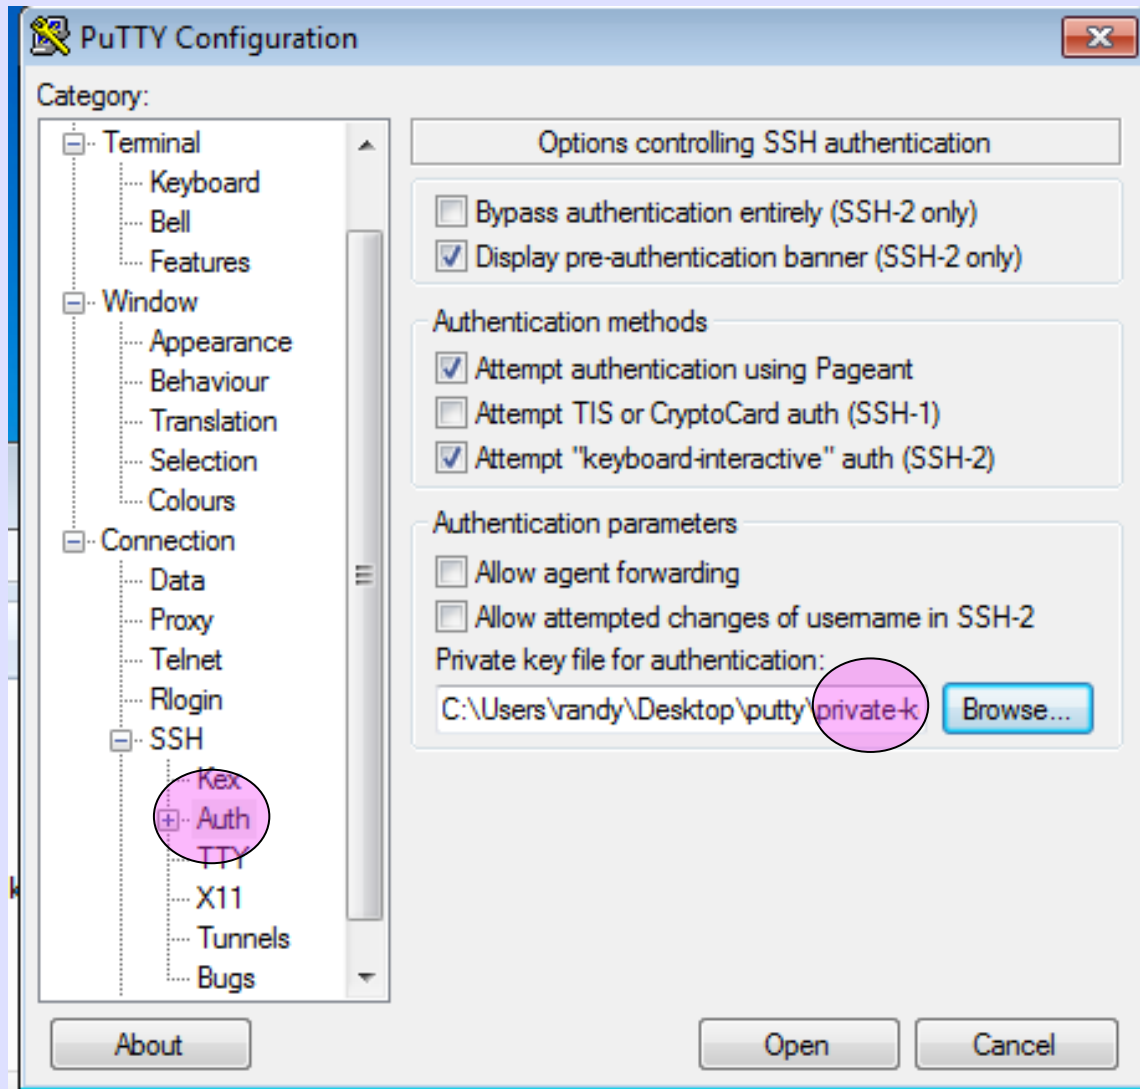 PuTTY Configuration
Category:
Terminal
Keyboard
Bell
Features
Window
Appearance
Behaviour
Translation
Selection
Colours
Connection
Data
Proxy
Telnet
Rlogin
SSH
Kex
Auth
TTY
X11
Tunnels
Bugs
Options controlling SSH authentication
Bypass authentication entirely (SSH-2 only)
Display pre-authentication banner (SSH-2 only)
Authentication methods
Attempt authentication using Pageant
Attempt TIS or CryptoCard auth (SSH-1)
Attempt "keyboard-interactive" auth (SSH-2)
Authentication parameters
Allow agent forwarding
Allow attempted changes of username in SSH-2
Private key file for authentication:
C:\Users\randy\Desktop\putty\private-k
Browse...
About
Open
Cancel